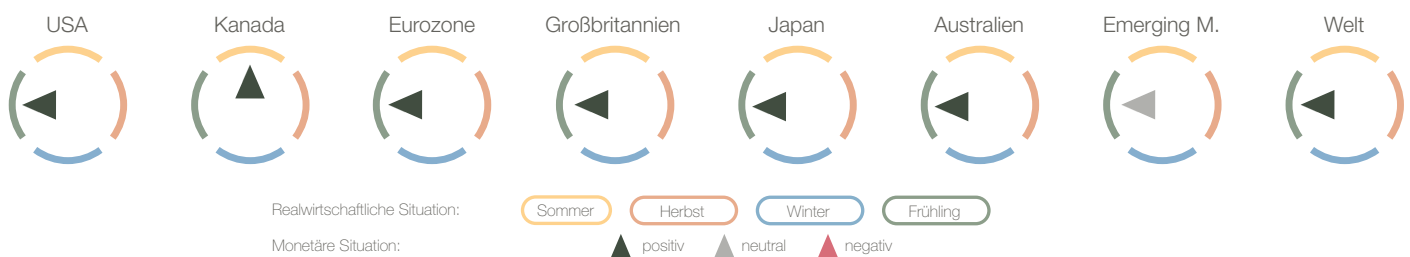 USA Kanada Eurozone Großbritannien Japan Australien Emerging M. Welt
Realwirtschaftliche Situation: Sommer Herbst Winter Frühling
Monetäre Situation: positiv neutral negativ